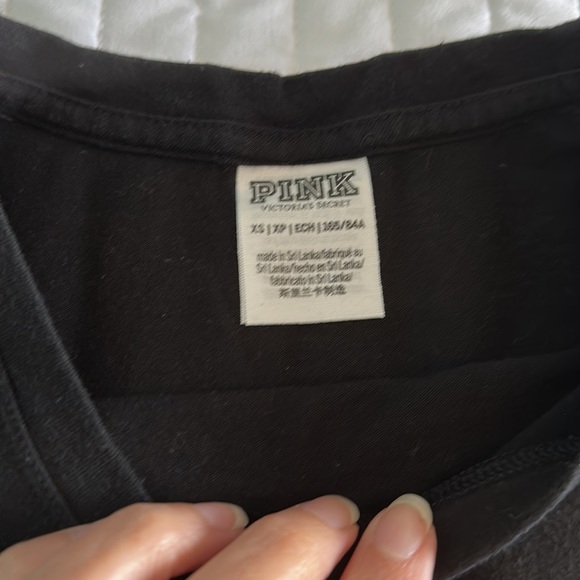 PINK
VICTORIA'S SECRET
XS | XP | ECH | 165/84A
made in Sri Lanka/fabriqué au
Sri Lanka/hecho es Sri Lanka/
fabbricato in Sri Lanka/
斯里兰卡制造